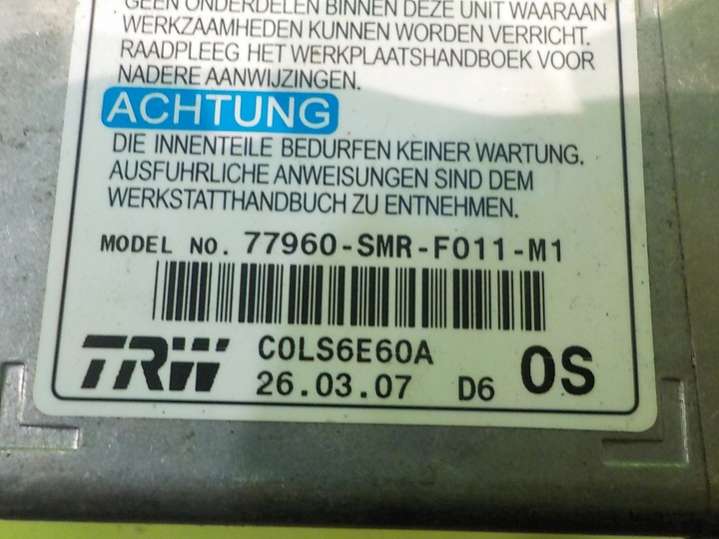 GEEN ONDERDELEN BINNEN DEZE UNIT WAARAAN
WERKZAAMHEDEN KUNNEN WORDEN VERRICHT.
RAADPLEEG HET WERKPLAATSHANDBOEK VOOR
NADERE AANWIJZINGEN.
ACHTUNG
DIE INNENTEILE BEDURFEN KEINER WARTUNG.
AUSFUHRLICHE ANWEISUNGEN SIND DEM
WERKSTATTHANDBUCH ZU ENTNEHMEN.
MODEL NO. 77960-SMR-F011-M1
TRW C0LS6E60A
26.03.07 D6 0S